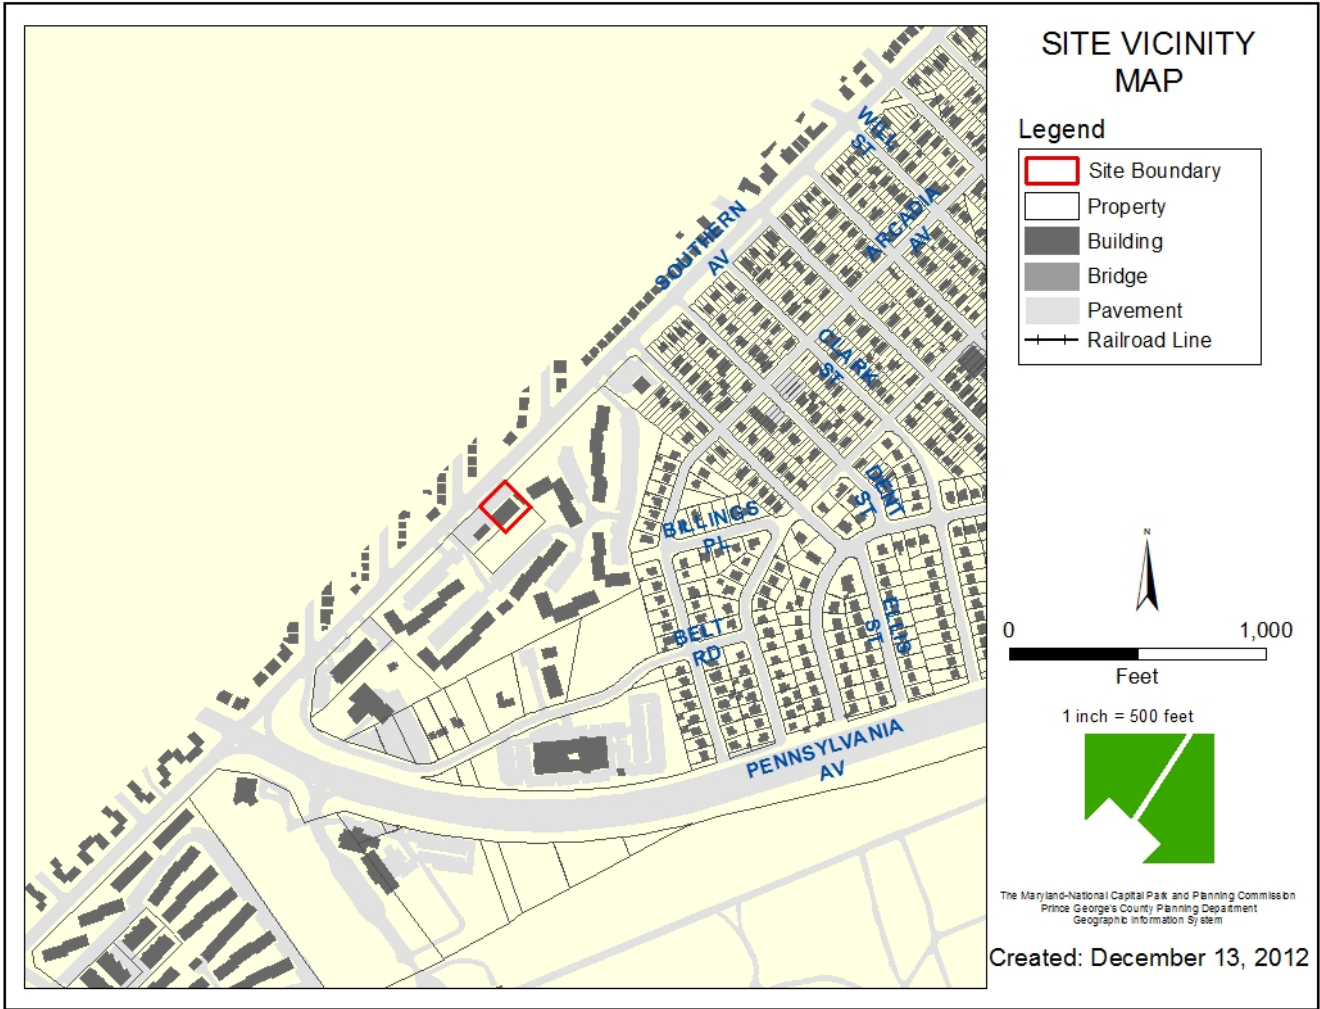 SITE VICINITY
MAP
Legend
Site Boundary
Property
Building
Bridge
Pavement
Railroad Line
WILL
ST
ARCADIA
AV
SOUTHERN
AV
CLARK
ST
DENT
ST
BILLINGS
PL
ELLIS
ST
BELT
RD
PENNSYLVANIA
AV
N
0 1,000
Feet
1 inch = 500 feet
The Maryland-National Capital Park and Planning Commission
Prince George's County Planning Department
Geographic Information System
Created: December 13, 2012